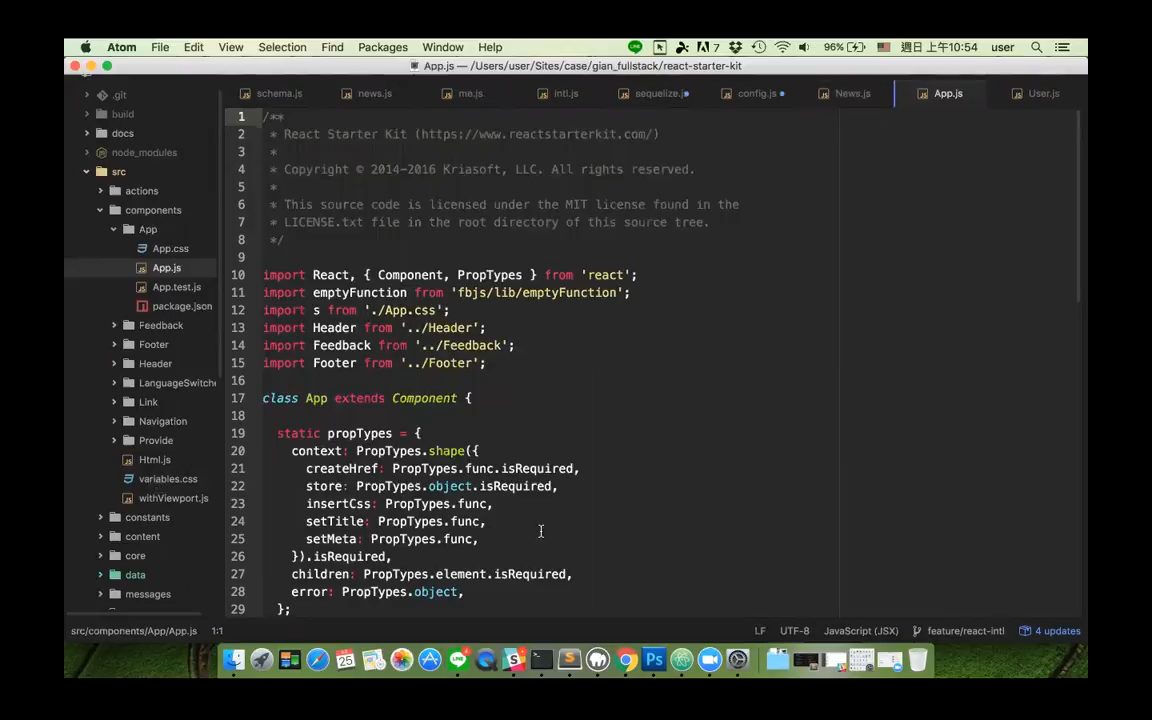 Atom File Edit View Selection Find Packages Window Help
7 96% 週日 上午10:54 user
App.js — /Users/user/Sites/case/gian_fullstack/react-starter-kit
schema.js news.js me.js intl.js sequelize.js config.js News.js App.js User.js
.git
build
docs
node_modules
src
actions
components
App
App.css
App.js
App.test.js
package.json
Feedback
Footer
Header
LanguageSwitche
Link
Navigation
Provide
Html.js
variables.css
withViewport.js
constants
content
core
data
messages
1 /**
2 * React Starter Kit (https://www.reactstarterkit.com/)
3 *
4 * Copyright © 2014-2016 Kriasoft, LLC. All rights reserved.
5 *
6 * This source code is licensed under the MIT license found in the
7 * LICENSE.txt file in the root directory of this source tree.
8 */
9
10 import React, { Component, PropTypes } from 'react';
11 import emptyFunction from 'fbjs/lib/emptyFunction';
12 import s from './App.css';
13 import Header from '../Header';
14 import Feedback from '../Feedback';
15 import Footer from '../Footer';
16
17 class App extends Component {
18
19 static propTypes = {
20 context: PropTypes.shape({
21 createHref: PropTypes.func.isRequired,
22 store: PropTypes.object.isRequired,
23 insertCss: PropTypes.func,
24 setTitle: PropTypes.func,
25 setMeta: PropTypes.func,
26 }).isRequired,
27 children: PropTypes.element.isRequired,
28 error: PropTypes.object,
29 };
src/components/App/App.js 1:1 LF UTF-8 JavaScript (JSX) feature/react-intl 4 updates
25